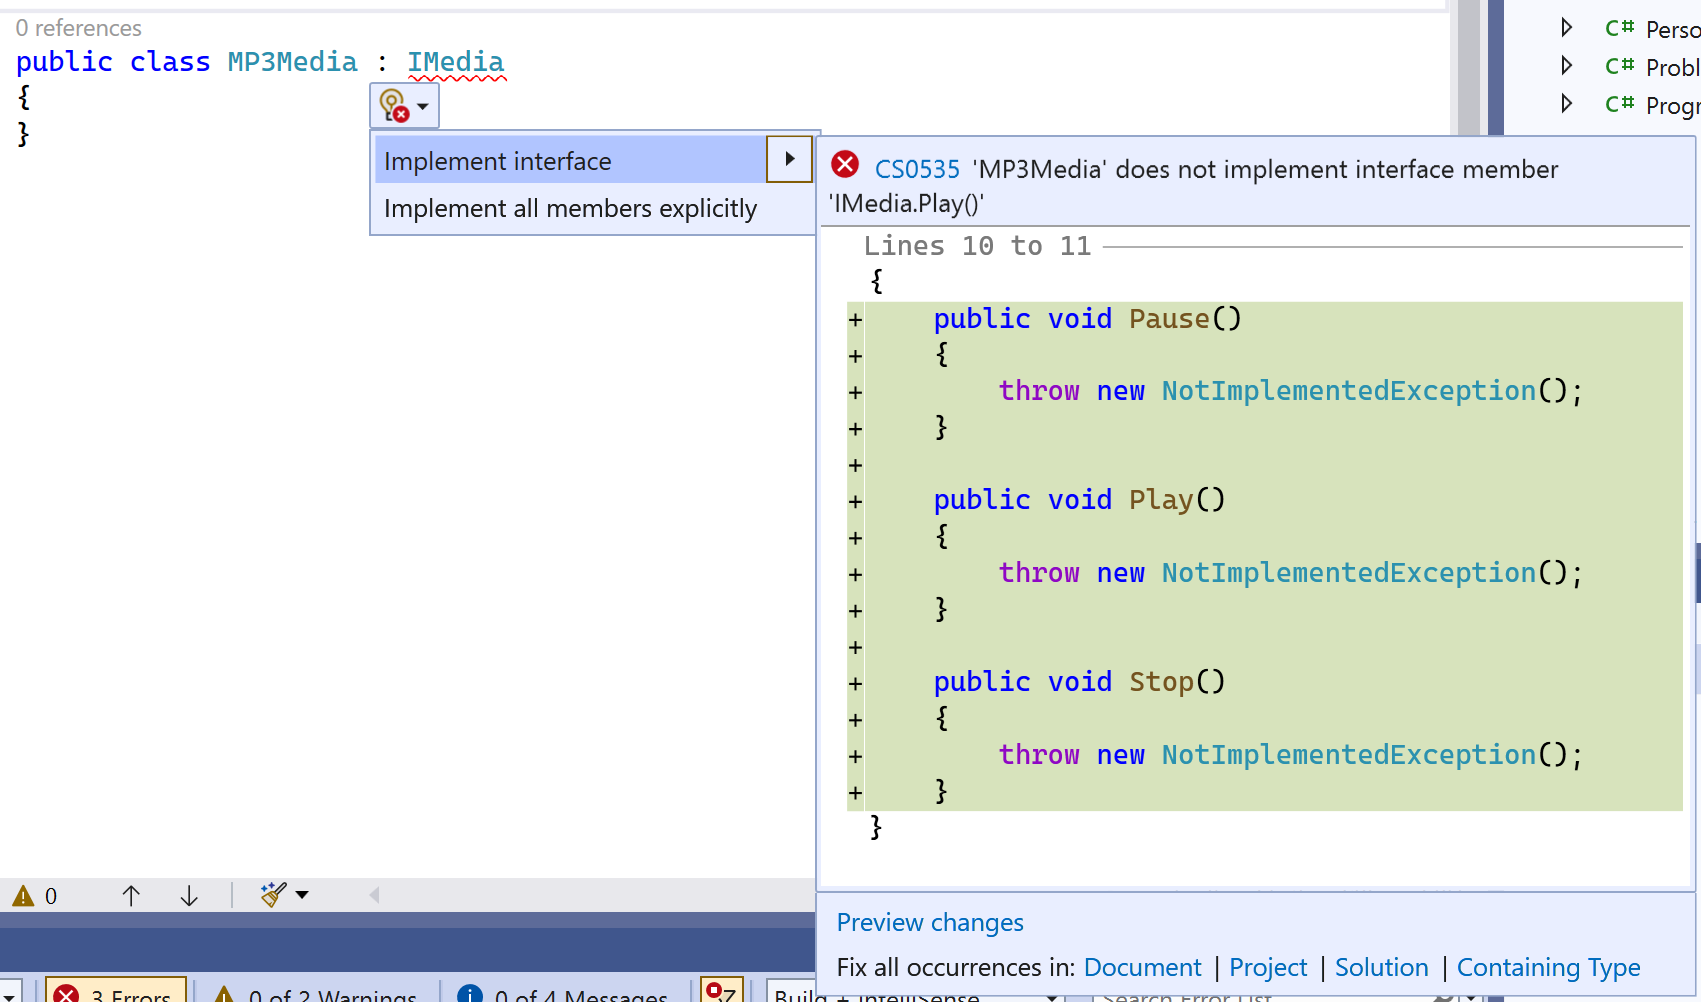 0 references
public class MP3Media : IMedia
{
}
Implement interface
Implement all members explicitly
C# Perso
C# Probl
C# Progr
CS0535 'MP3Media' does not implement interface member
'IMedia.Play()'
Lines 10 to 11
{
+ public void Pause()
+ {
+ throw new NotImplementedException();
+ }
+
+ public void Play()
+ {
+ throw new NotImplementedException();
+ }
+
+ public void Stop()
+ {
+ throw new NotImplementedException();
+ }
}
Preview changes
Fix all occurrences in: Document | Project | Solution | Containing Type
0
3 Errors
0 of 2 Warnings
0 of 4 Messages
Build + IntelliSense
Search Error List